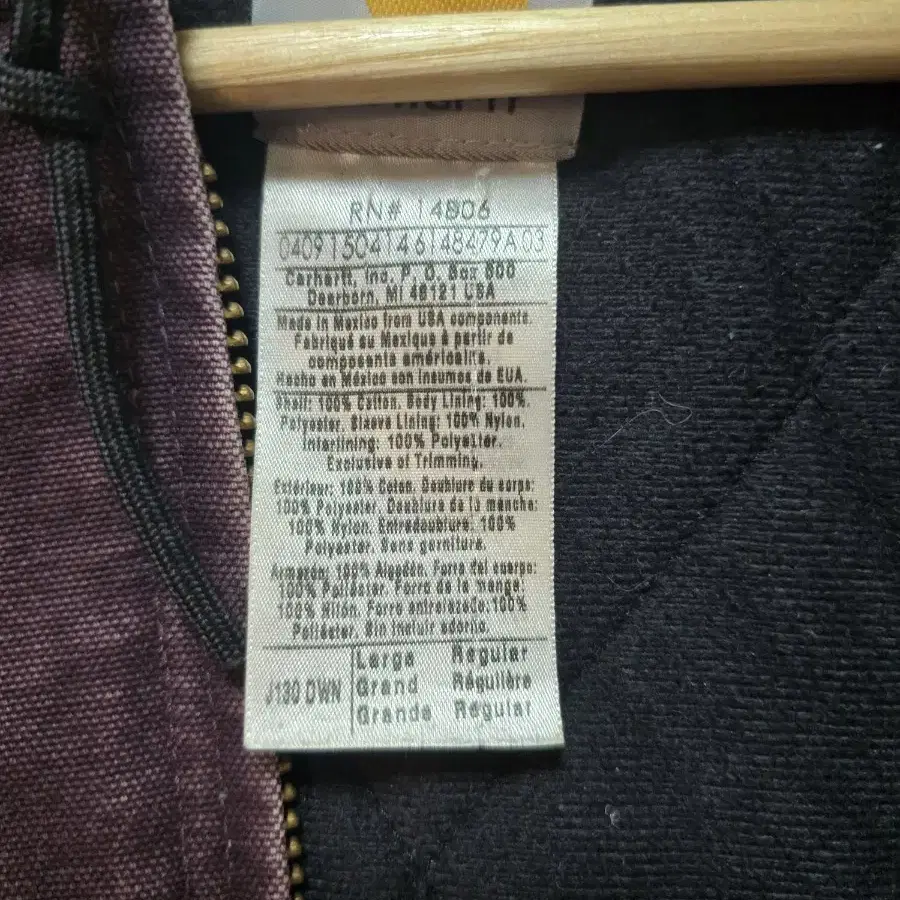 RN# 14806
04091504146148479A03
Carhartt, Inc. P. O. Box 600
Dearborn, MI 48121 USA
Made in Mexico from USA components.
Fabriqué au Mexique à partir de
composants américains.
Hecho en México con insumos de EUA.
Shell: 100% Cotton. Body Lining: 100%
Polyester. Sleeve Lining: 100% Nylon.
Interlining: 100% Polyester.
Exclusive of Trimming.
Extérieur: 100% Coton. Doublure du corps:
100% Polyester. Doublure de la manche:
100% Nylon. Entredoublure. 100%
Polyester. Sans garniture.
Armazón: 100% Algodón. Forro del cuerpo:
100% Poliéster. Forro de la manga:
100% Nilón. Forro entrelazado: 100%
Poliéster. Sin incluir adorno.
J130 DWN
Large Regular
Grand Régulière
Grande Regular